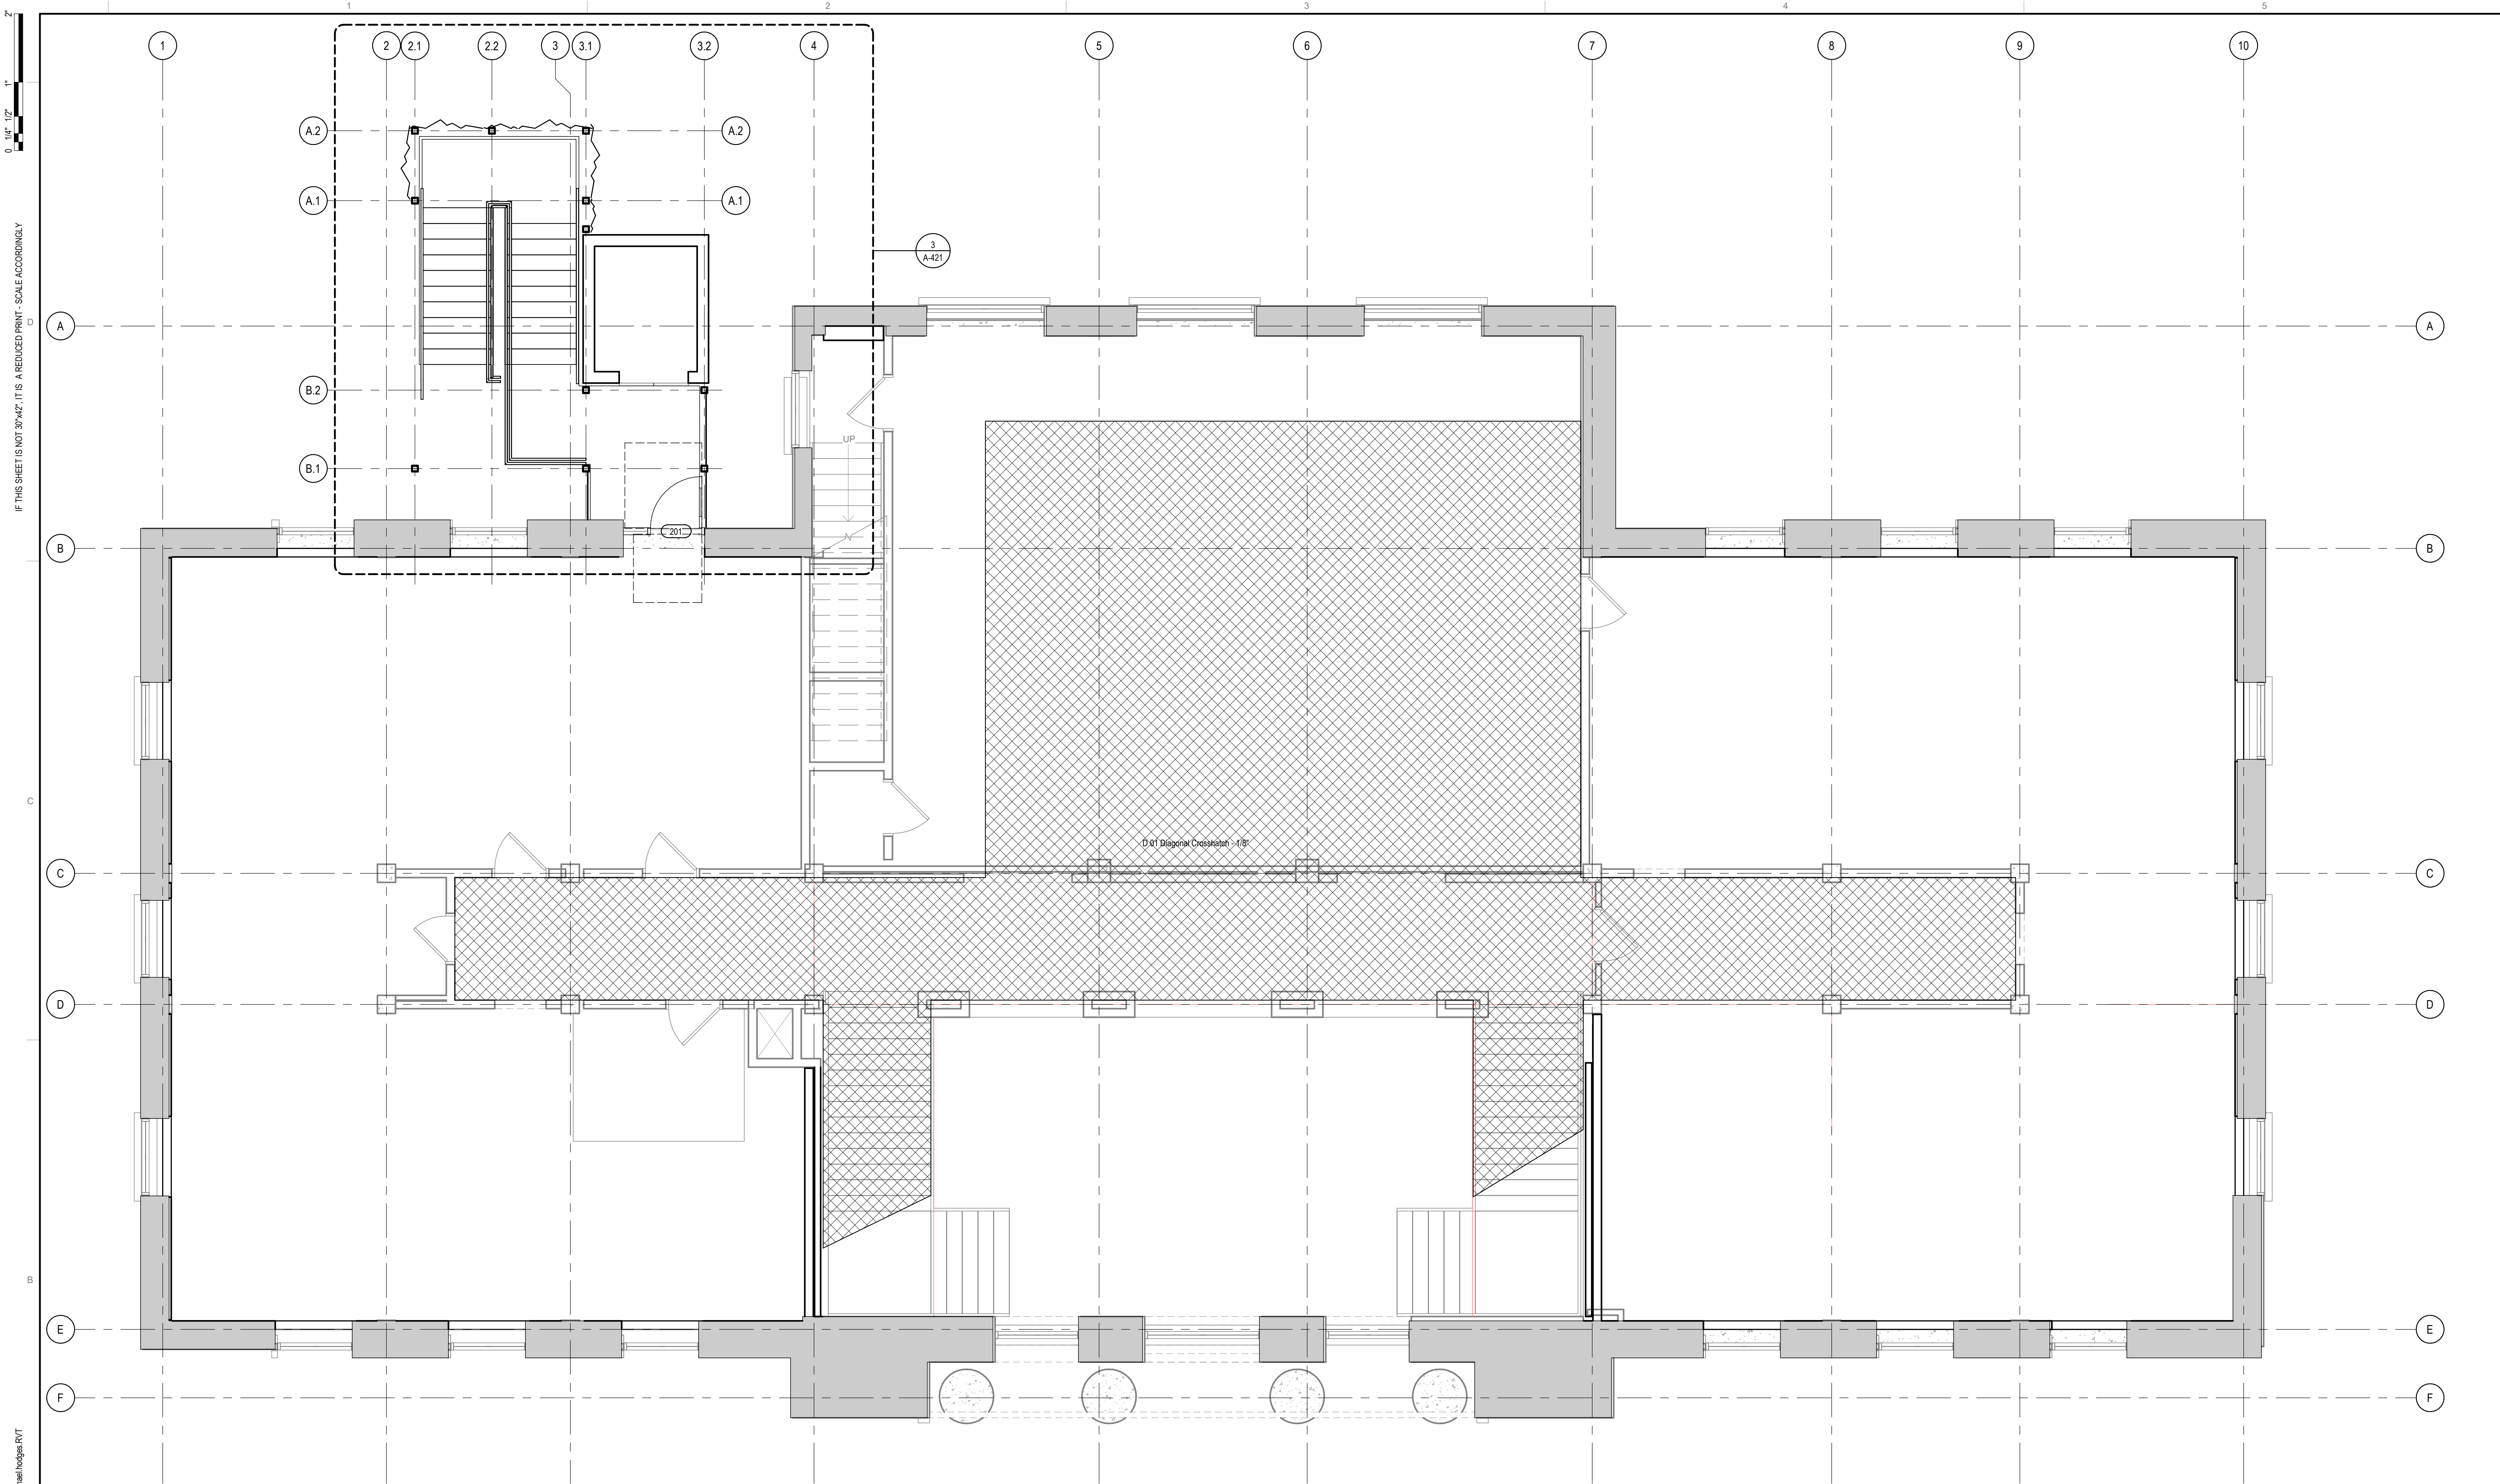 1 2 3 4 5
2"
1"
1/2"
1/4"
0
IF THIS SHEET IS NOT 30"x42", IT IS A REDUCED PRINT - SCALE ACCORDINGLY
1 2 2.1 2.2 3 3.1 3.2 4 5 6 7 8 9 10
A.2 A.2
A.1 A.1
3
A-421
D
A A
B.2
UP
B.1
201
N
B B
C
D 01 Diagonal Crosshatch - 1/8"
C C
D D
B
E E
F F
hael.hodges.RVT